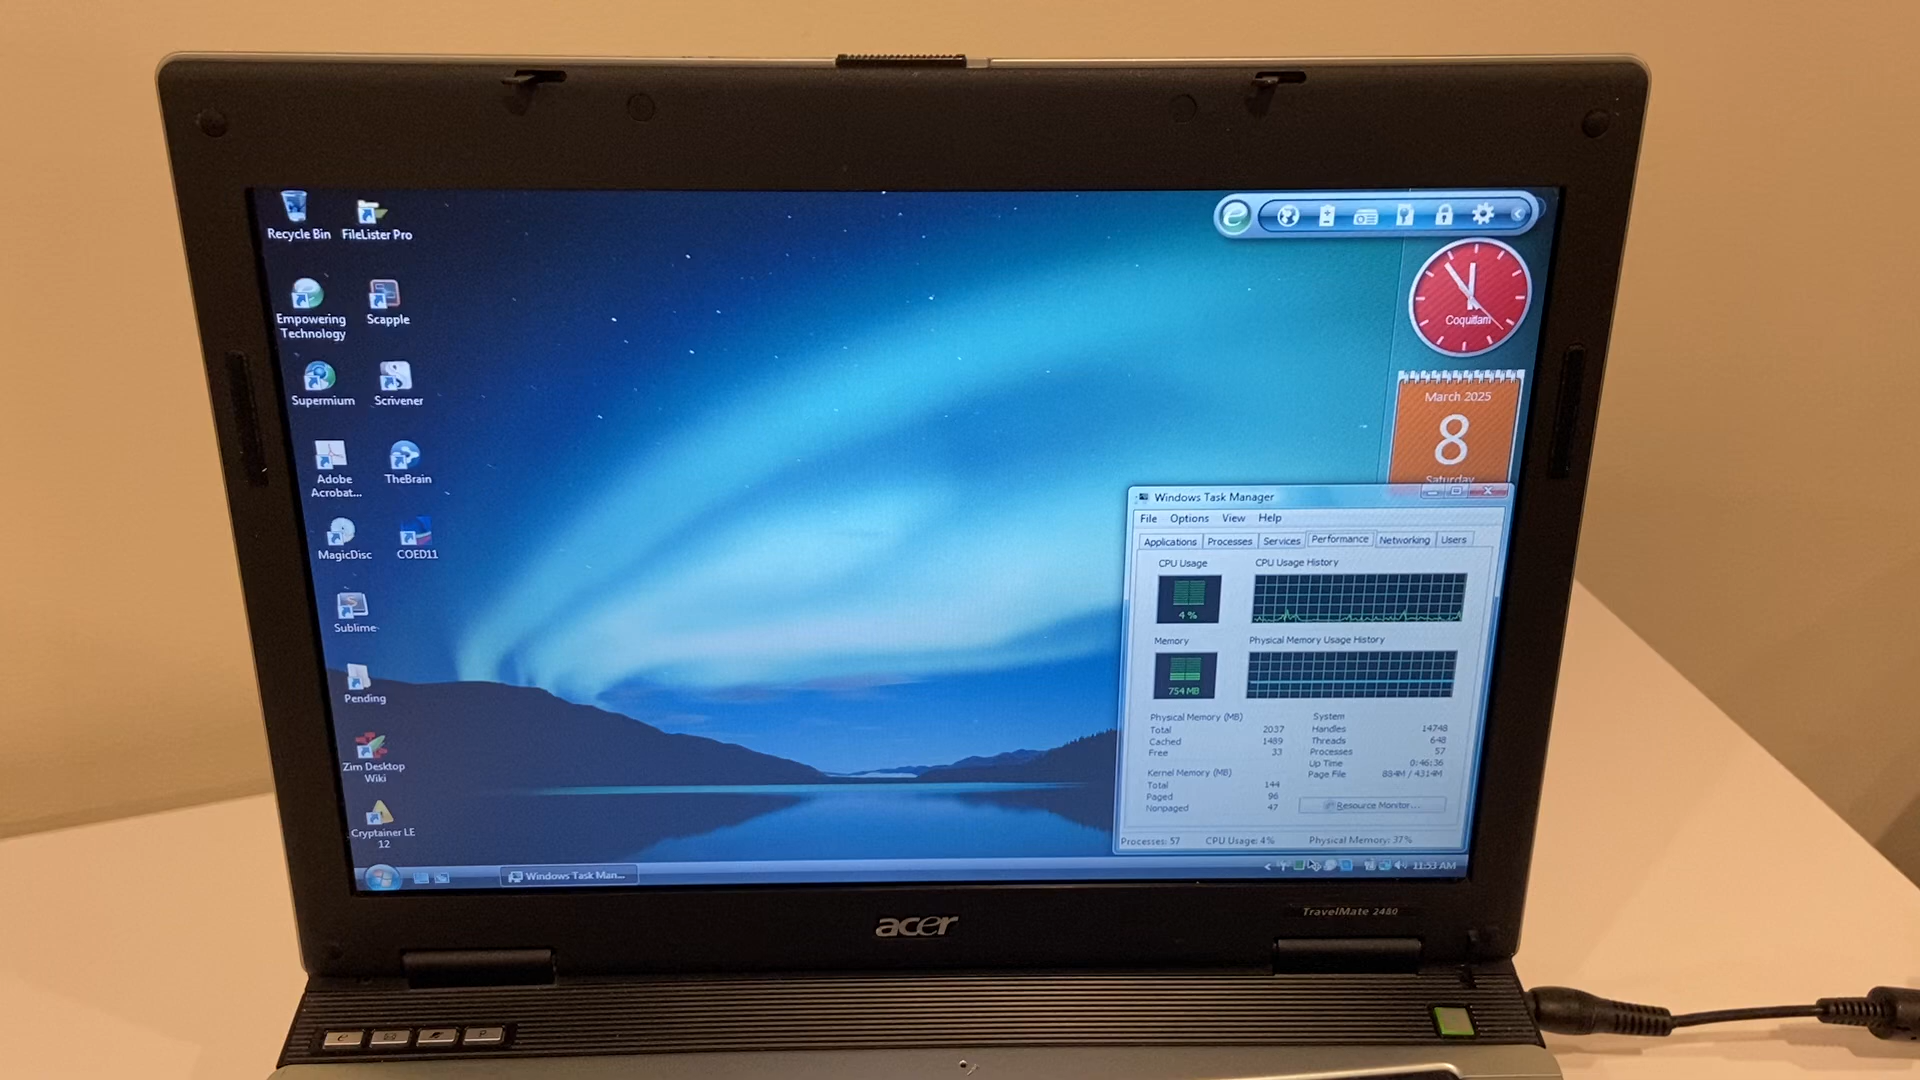 Recycle Bin
FileLister Pro
Empowering
Technology
Scapple
Supermium
Scrivener
Adobe
Acrobat...
TheBrain
MagicDisc
COED11
Sublime
Pending
Zim Desktop
Wiki
Cryptainer LE
12
Coquitlam
March 2025
8
Saturday
Windows Task Manager
File Options View Help
Applications Processes Services Performance Networking Users
CPU Usage
CPU Usage History
4 %
Memory
Physical Memory Usage History
754 MB
Physical Memory (MB)
Total 2037
Cached 1489
Free 33
Kernel Memory (MB)
Total 144
Paged 96
Nonpaged 47
System
Handles 14748
Threads 648
Processes 57
Up Time 0:46:36
Page File 884M / 4314M
Resource Monitor...
Processes: 57 CPU Usage: 4% Physical Memory: 37%
Windows Task Man...
11:53 AM
acer
TravelMate 2480
e
P